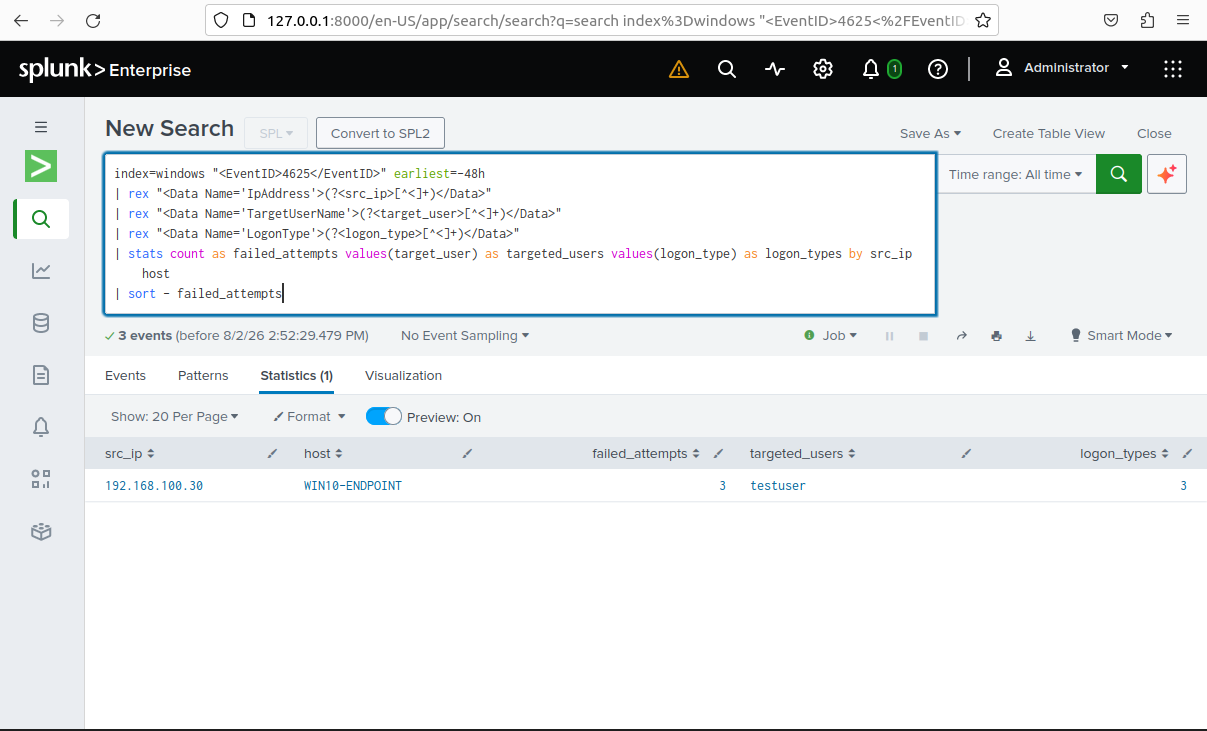 127.0.0.1:8000/en-US/app/search/search?q=search index%3Dwindows "<EventID>4625<%2FEventID
splunk> Enterprise
1
Administrator
New Search
SPL
Convert to SPL2
Save As
Create Table View
Close
index=windows "<EventID>4625</EventID>" earliest=-48h
| rex "<Data Name='IpAddress'>(?<src_ip>[^<]+)</Data>"
| rex "<Data Name='TargetUserName'>(?<target_user>[^<]+)</Data>"
| rex "<Data Name='LogonType'>(?<logon_type>[^<]+)</Data>"
| stats count as failed_attempts values(target_user) as targeted_users values(logon_type) as logon_types by src_ip
host
| sort - failed_attempts
Time range: All time
3 events (before 8/2/26 2:52:29.479 PM)
No Event Sampling
Job
Smart Mode
Events
Patterns
Statistics (1)
Visualization
Show: 20 Per Page
Format
Preview: On
src_ip host failed_attempts targeted_users logon_types
192.168.100.30 WIN10-ENDPOINT 3 testuser 3